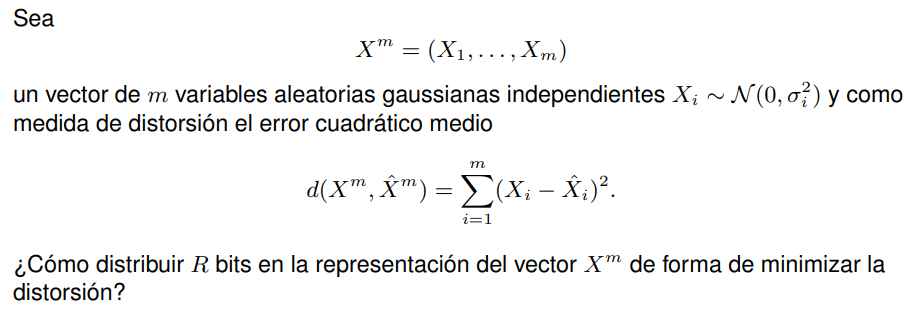 Sea
X^m = (X_1, . . . , X_m)
un vector de m variables aleatorias gaussianas independientes X_i ∼ 𝒩(0, σ_i^2) y como
medida de distorsión el error cuadrático medio
d(X^m, X̂^m) = ∑_{i=1}^{m} (X_i − X̂_i)^2.
¿Cómo distribuir R bits en la representación del vector X^m de forma de minimizar la
distorsión?